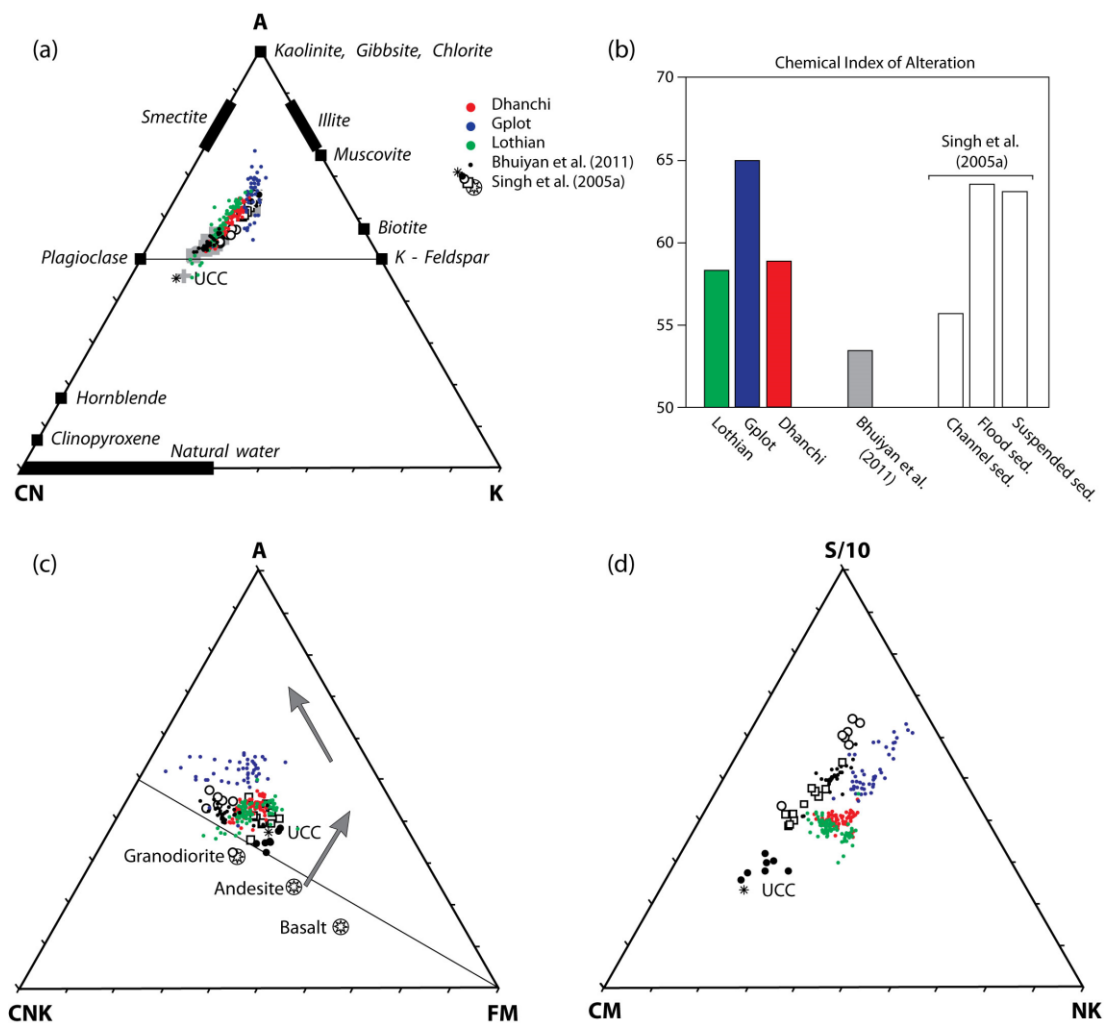 (a)
A
Kaolinite, Gibbsite, Chlorite
Smectite
Illite
Muscovite
Dhanchi
Gplot
Lothian
Bhuiyan et al. (2011)
Singh et al. (2005a)
Biotite
Plagioclase
K - Feldspar
UCC
Hornblende
Clinopyroxene
Natural water
CN
K
(b)
Chemical Index of Alteration
70
65
60
55
50
Singh et al.
(2005a)
Lothian
Gplot
Dhanchi
Bhuiyan et al.
(2011)
Channel sed.
Flood sed.
Suspended sed.
(c)
A
UCC
Granodiorite
Andesite
Basalt
CNK
FM
(d)
S/10
UCC
CM
NK